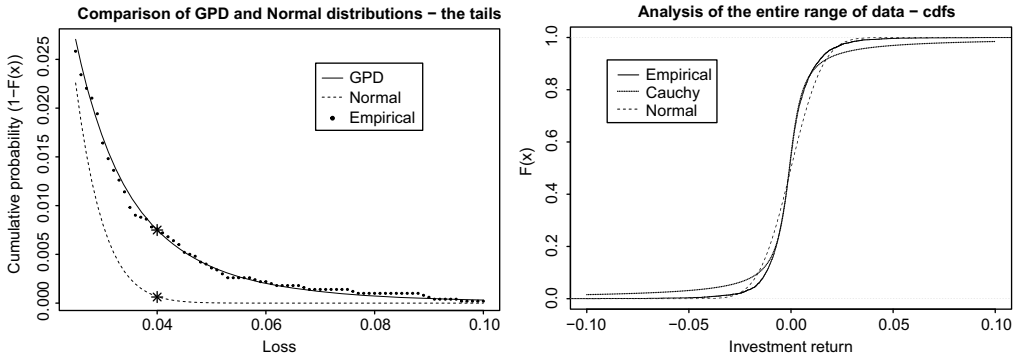 Comparison of GPD and Normal distributions − the tails
Cumulative probability (1−F(x))
0.025
0.020
0.015
0.010
0.005
0.000
GPD
Normal
Empirical
0.04
0.06
0.08
0.10
Loss
Analysis of the entire range of data − cdfs
F(x)
1.0
0.8
0.6
0.4
0.2
0.0
Empirical
Cauchy
Normal
−0.10
−0.05
0.00
0.05
0.10
Investment return